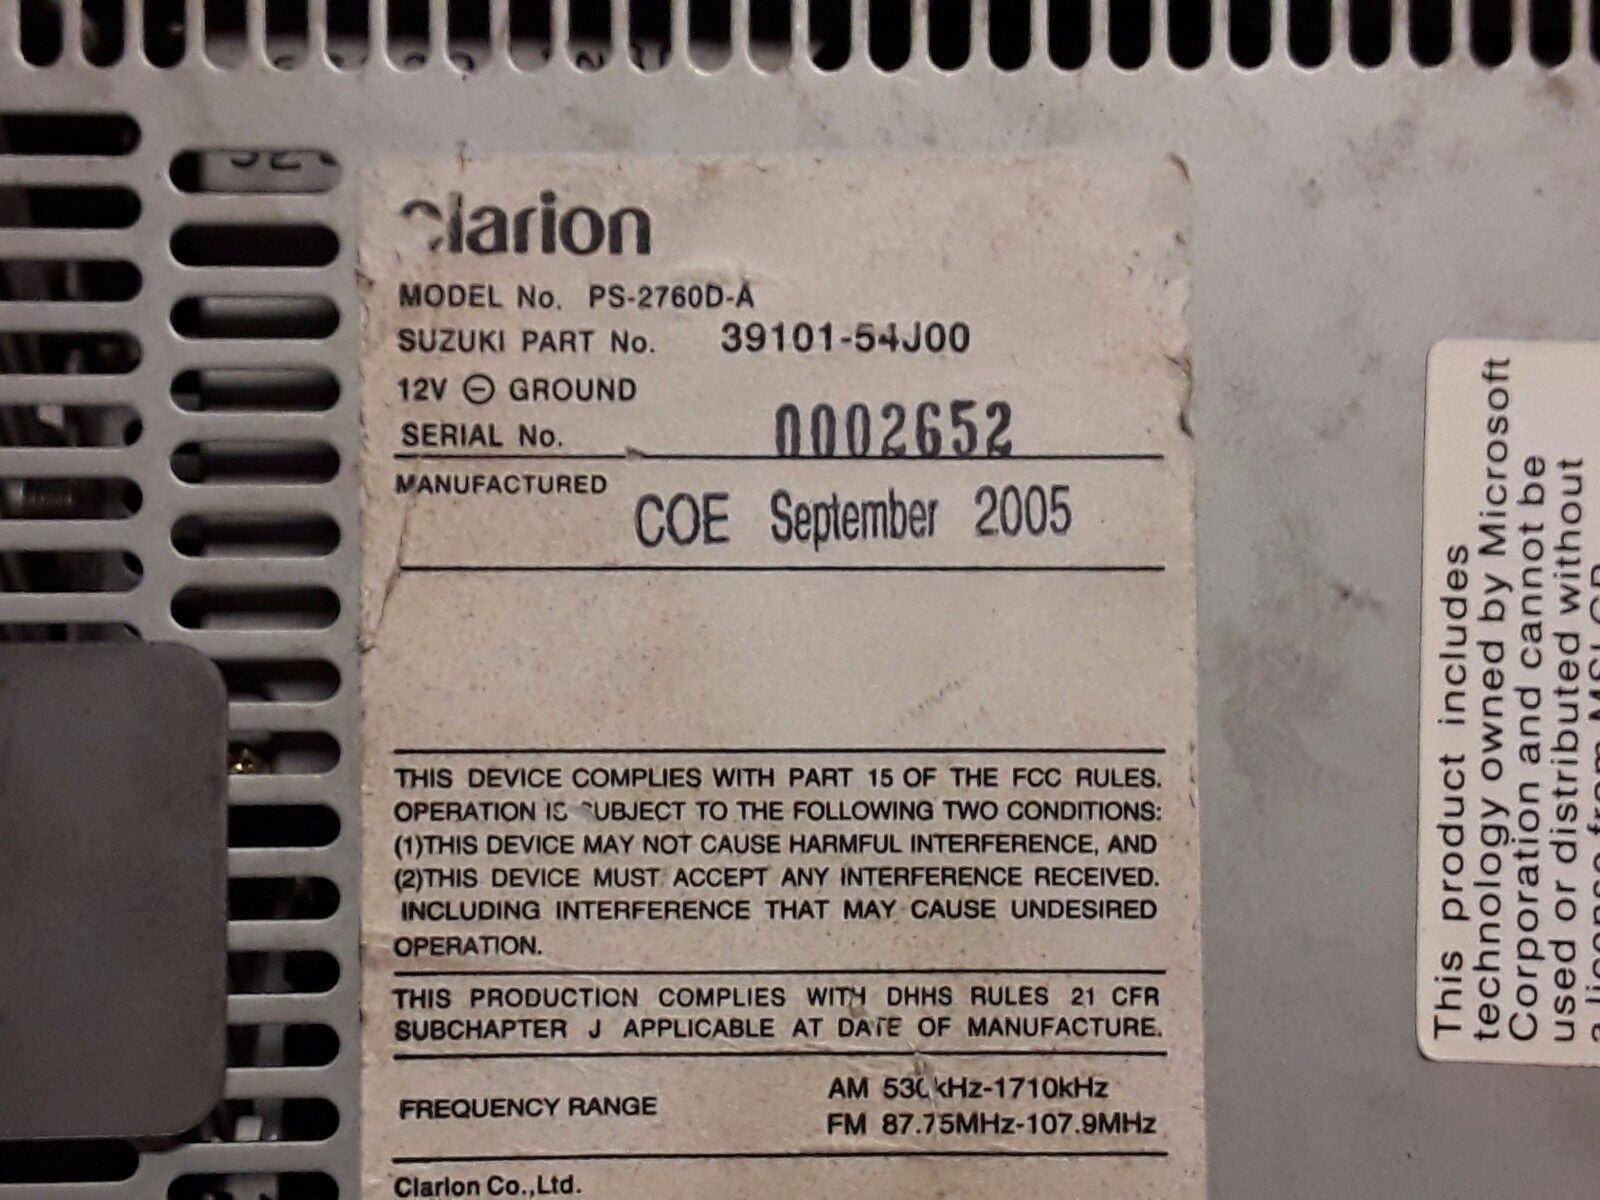 Clarion
MODEL No. PS-2760D-A
SUZUKI PART No. 39101-54J00
12V ⊖ GROUND
SERIAL No. 0002652
MANUFACTURED COE September 2005
THIS DEVICE COMPLIES WITH PART 15 OF THE FCC RULES.
OPERATION IS SUBJECT TO THE FOLLOWING TWO CONDITIONS:
(1)THIS DEVICE MAY NOT CAUSE HARMFUL INTERFERENCE, AND
(2)THIS DEVICE MUST ACCEPT ANY INTERFERENCE RECEIVED.
INCLUDING INTERFERENCE THAT MAY CAUSE UNDESIRED
OPERATION.
THIS PRODUCTION COMPLIES WITH DHHS RULES 21 CFR
SUBCHAPTER J APPLICABLE AT DATE OF MANUFACTURE.
FREQUENCY RANGE
AM 530kHz-1710kHz
FM 87.75MHz-107.9MHz
Clarion Co.,Ltd.
This product includes
technology owned by Microsoft
Corporation and cannot be
used or distributed without
a license from MSLGP